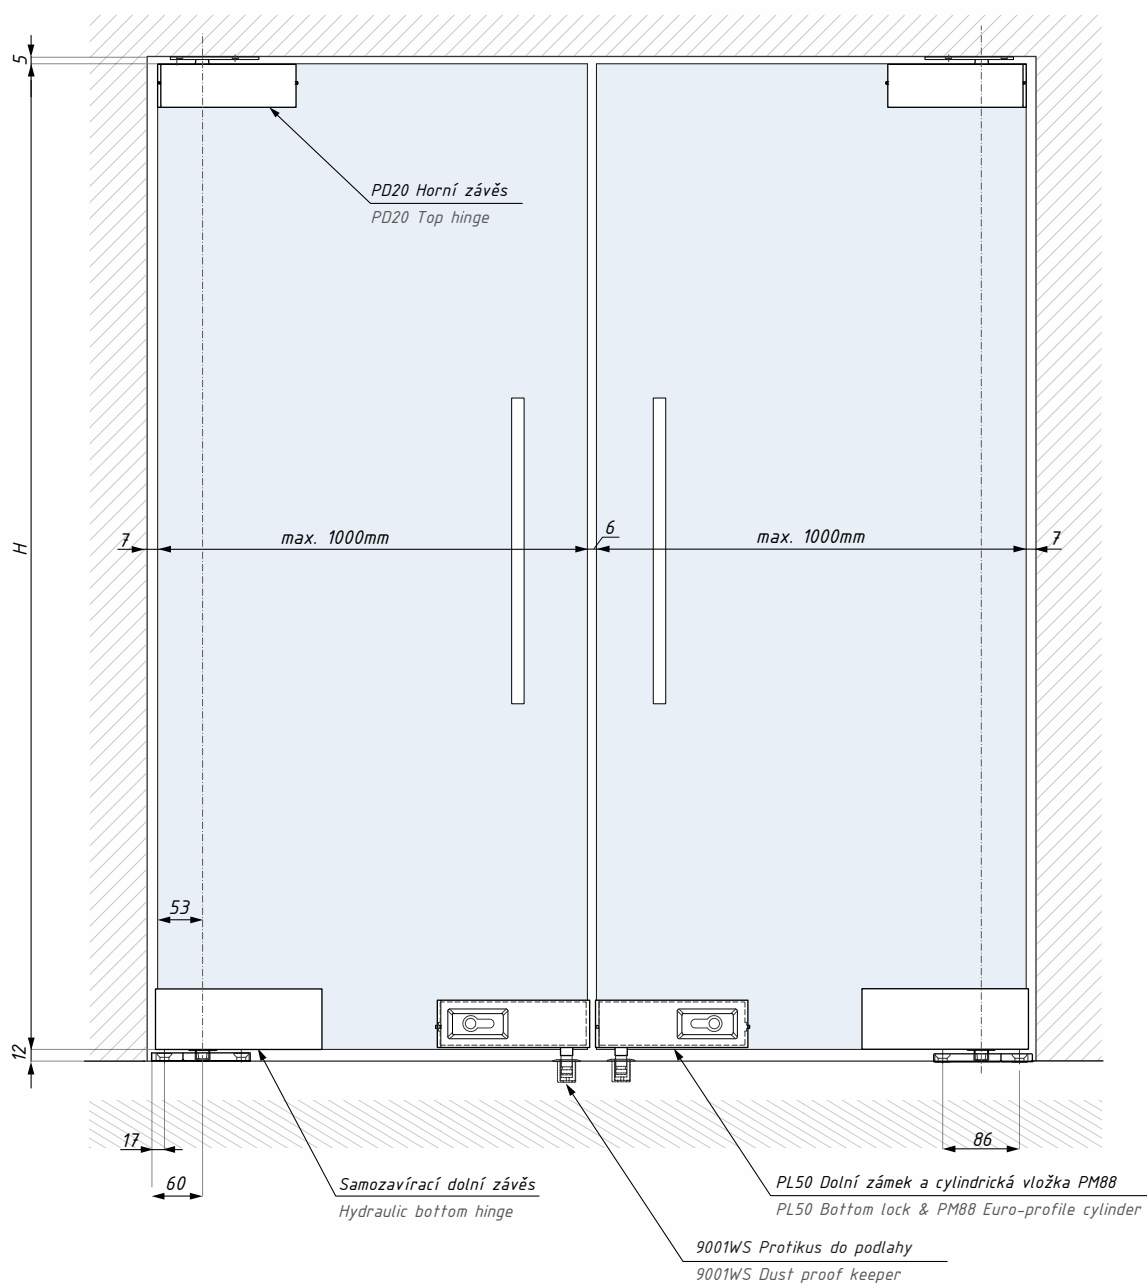 5
PD20 Horní závěs
PD20 Top hinge
H
7
max. 1000mm
6
max. 1000mm
7
53
12
17
86
60
Samozavírací dolní závěs
Hydraulic bottom hinge
PL50 Dolní zámek a cylindrická vložka PM88
PL50 Bottom lock & PM88 Euro-profile cylinder
9001WS Protikus do podlahy
9001WS Dust proof keeper